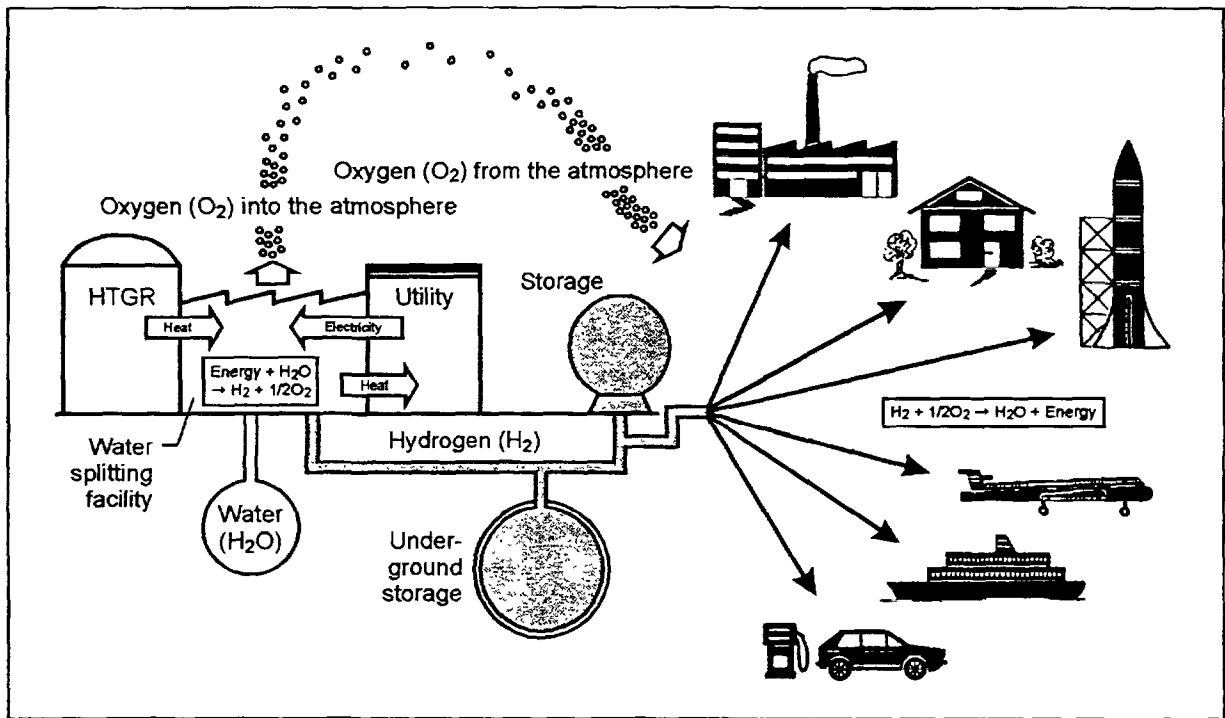 Oxygen (O₂) from the atmosphere
Oxygen (O₂) into the atmosphere
HTGR
Utility
Storage
Heat
Electricity
Energy + H₂O
→ H₂ + 1/2O₂
Heat
H₂ + 1/2O₂ → H₂O + Energy
Water
splitting
facility
Hydrogen (H₂)
Water
(H₂O)
Under-
ground
storage